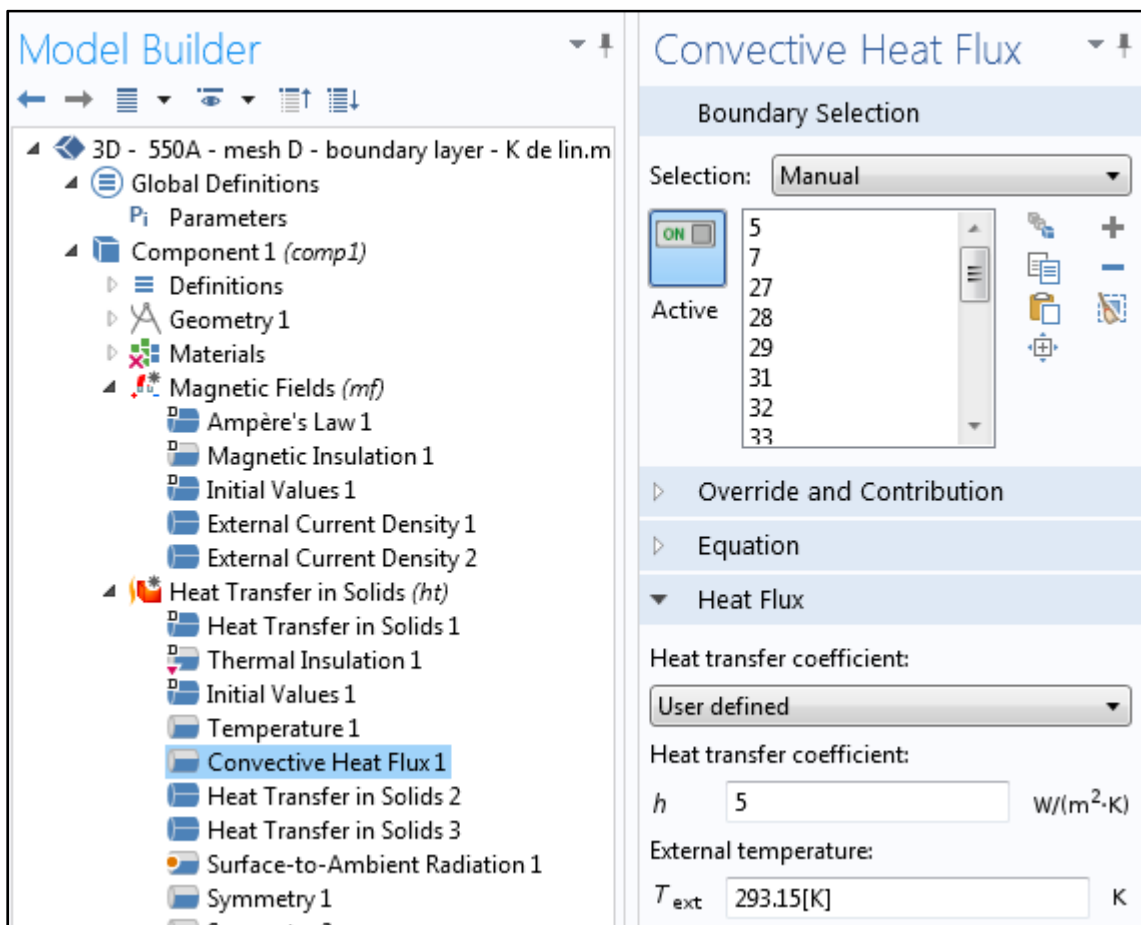 Model Builder
3D - 550A - mesh D - boundary layer - K de lin.m
Global Definitions
Pi Parameters
Component 1 (comp1)
Definitions
Geometry 1
Materials
Magnetic Fields (mf)
D Ampère's Law 1
D Magnetic Insulation 1
D Initial Values 1
External Current Density 1
External Current Density 2
Heat Transfer in Solids (ht)
D Heat Transfer in Solids 1
D Thermal Insulation 1
D Initial Values 1
Temperature 1
Convective Heat Flux 1
Heat Transfer in Solids 2
Heat Transfer in Solids 3
Surface-to-Ambient Radiation 1
Symmetry 1
Convective Heat Flux
Boundary Selection
Selection: Manual
ON
Active
5
7
27
28
29
31
32
33
Override and Contribution
Equation
Heat Flux
Heat transfer coefficient:
User defined
Heat transfer coefficient:
h 5 W/(m²·K)
External temperature:
T ext 293.15[K] K